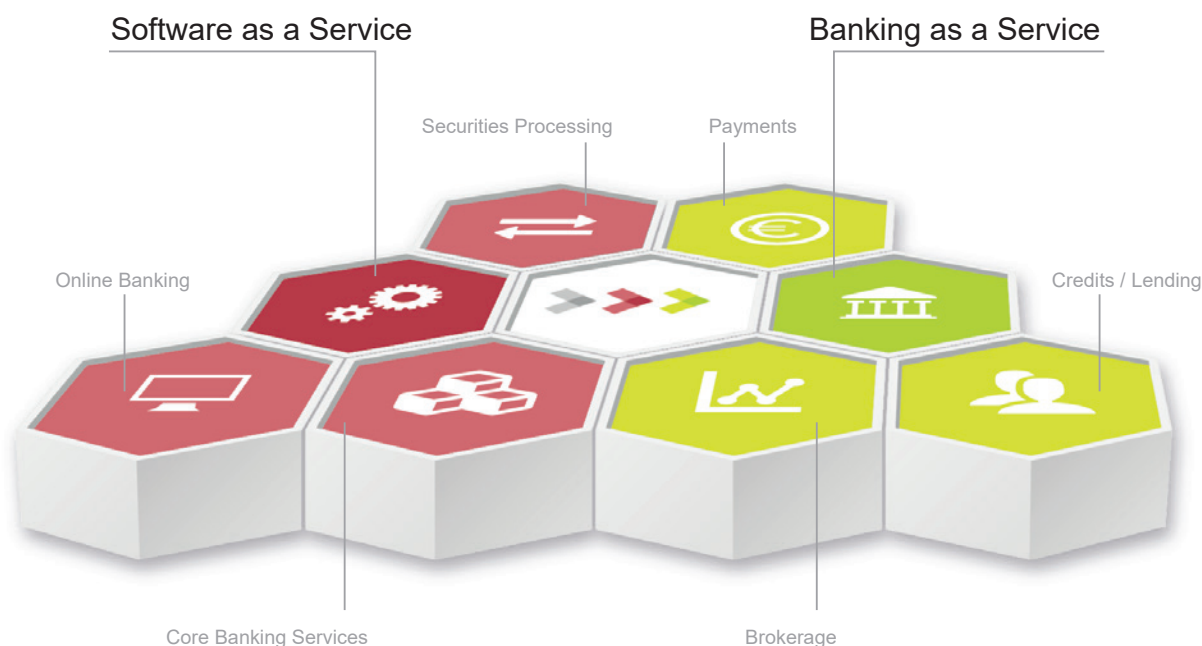 Software as a Service
Banking as a Service
Securities Processing
Payments
Online Banking
Credits / Lending
€
Core Banking Services
Brokerage